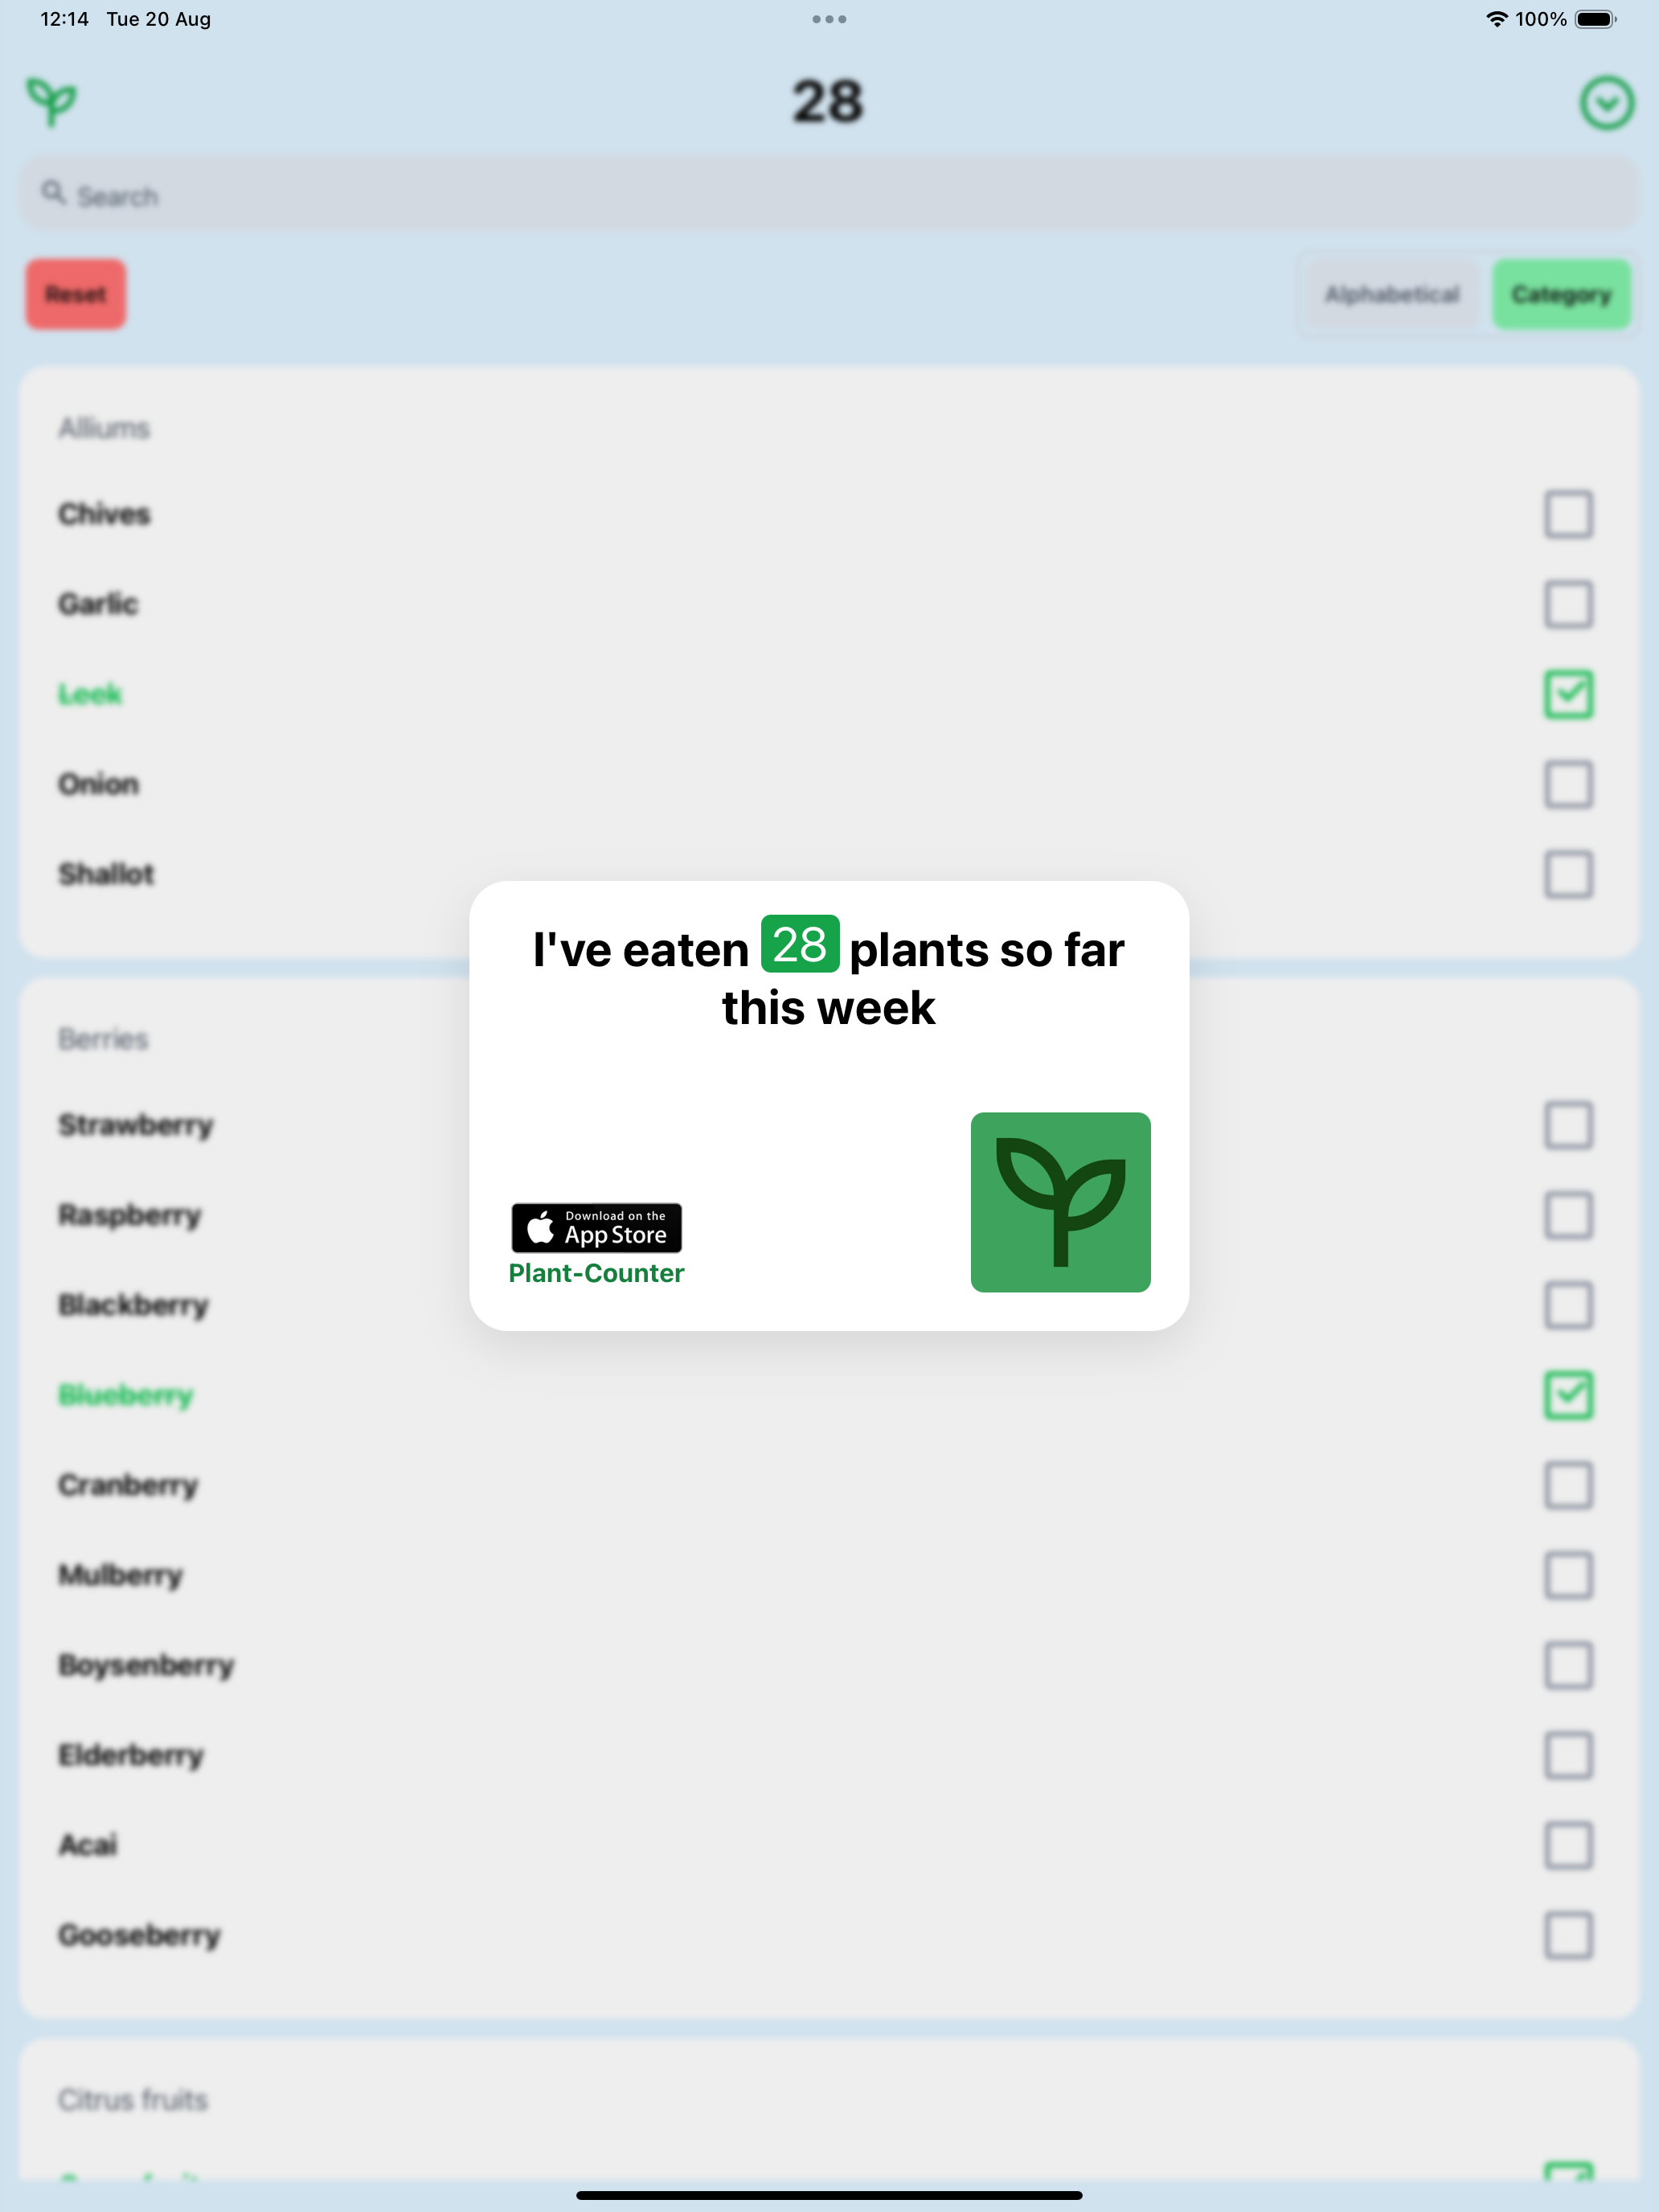 12:14 Tue 20 Aug
100%
28
Search
Reset
Alphabetical
Category
Alliums
Chives
Garlic
Leek
Onion
Shallot
I've eaten 28 plants so far
this week
Download on the
App Store
Plant-Counter
Berries
Strawberry
Raspberry
Blackberry
Blueberry
Cranberry
Mulberry
Boysenberry
Elderberry
Acai
Gooseberry
Citrus fruits